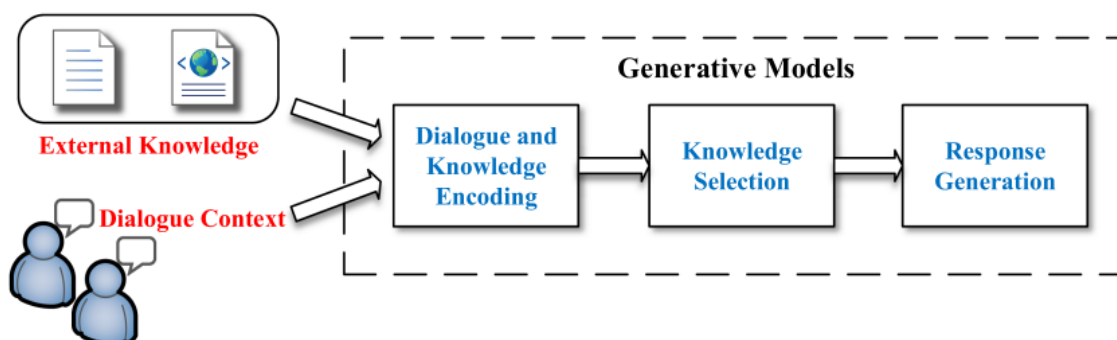 Generative Models
External Knowledge
Dialogue Context
Dialogue and
Knowledge
Encoding
Knowledge
Selection
Response
Generation